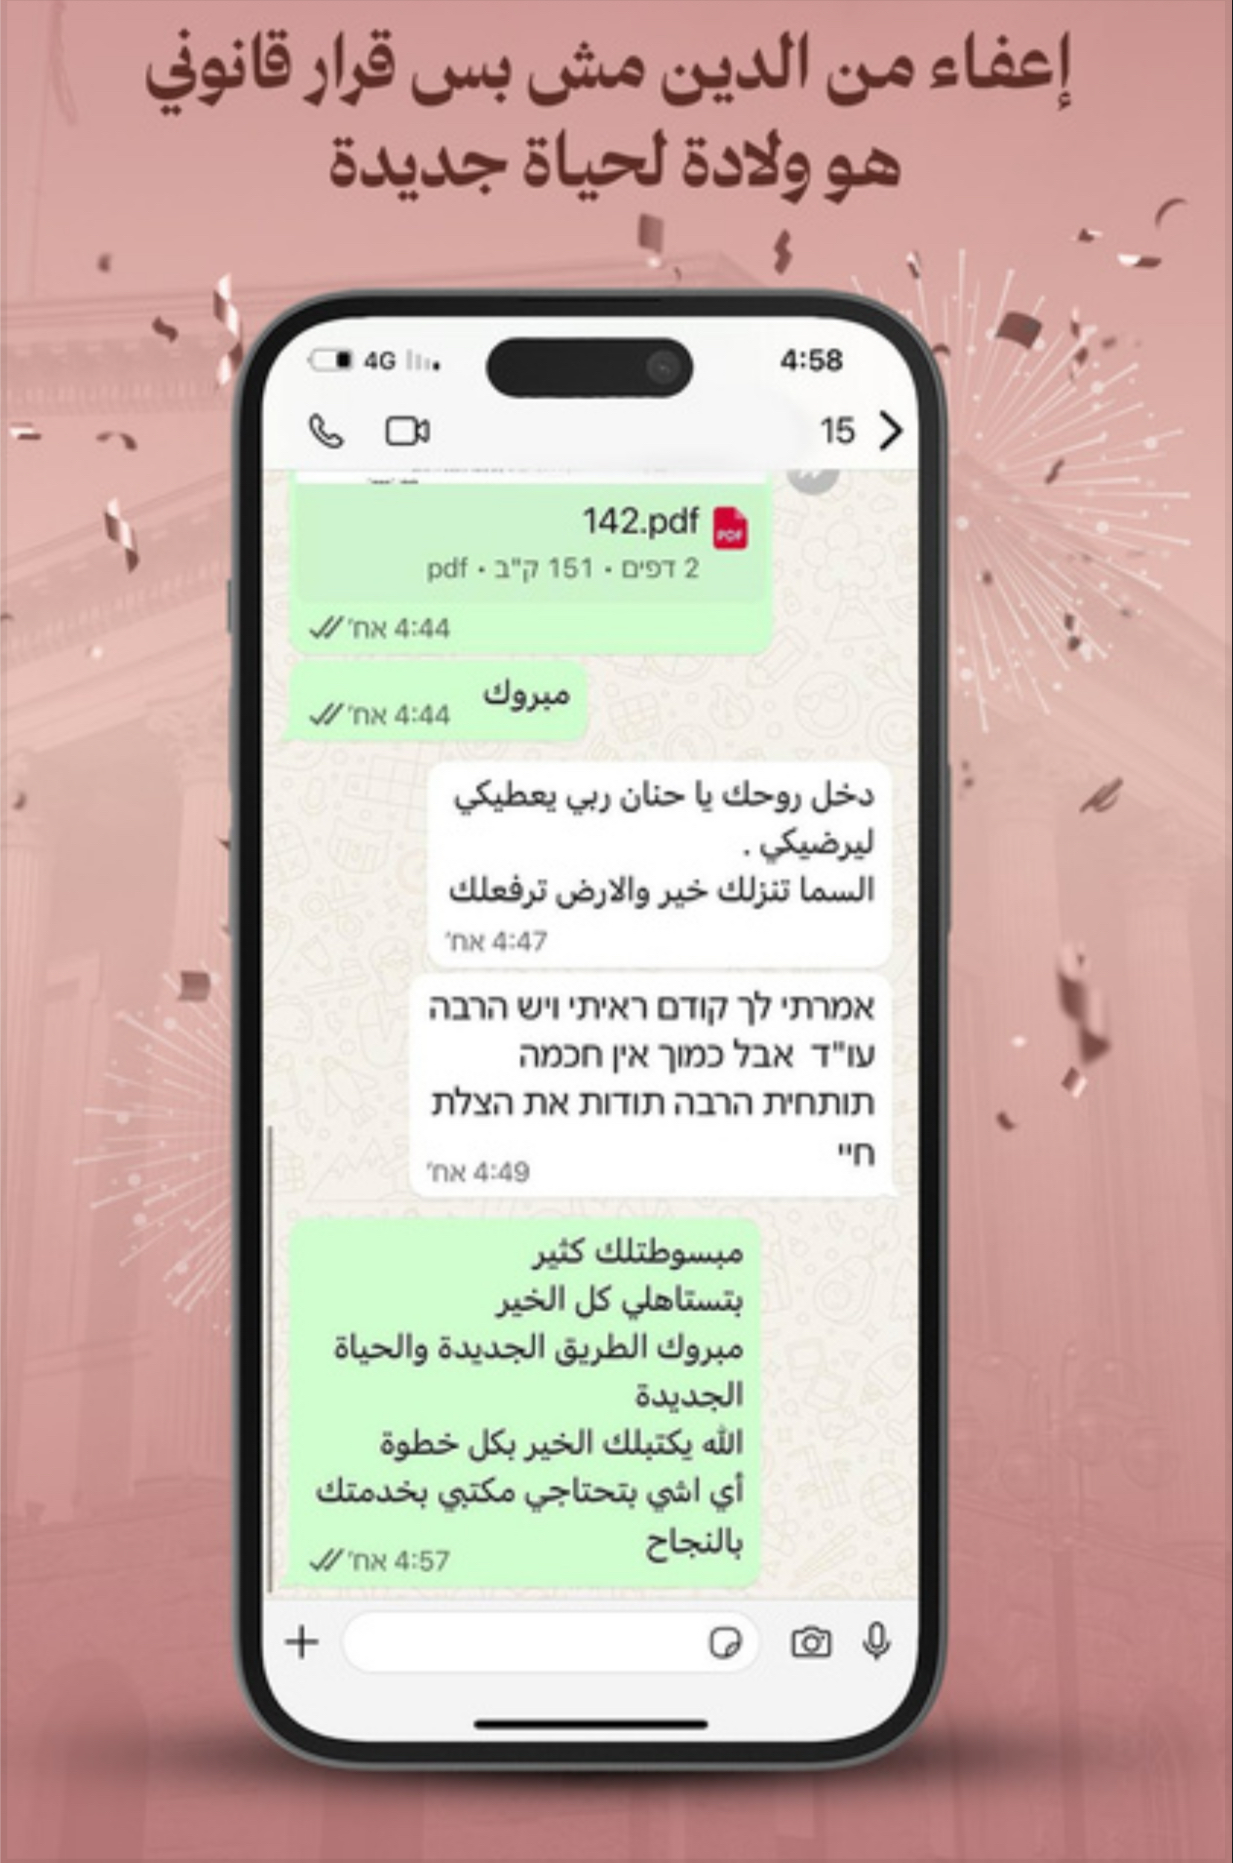 إعفاء من الدين مش بس قرار قانوني
هو ولادة لحياة جديدة
4G
4:58
15
142.pdf
PDF
2 דפים • 151 ק"ב • pdf
4:44 אח׳
مبروك
4:44 אח׳
دخل روحك يا حنان ربي يعطيكي
ليرضيكي .
السما تنزلك خير والارض ترفعلك
4:47 אח׳
אמרתי לך קודם ראיתי ויש הרבה
עו"ד אבל כמוך אין חכמה
תותחית הרבה תודות את הצלת
חיי
4:49 אח׳
مبسوطتلك كثير
بتستاهلي كل الخير
مبروك الطريق الجديدة والحياة
الجديدة
الله يكتبلك الخير بكل خطوة
أي اشي بتحتاجي مكتبي بخدمتك
بالنجاح
4:57 אח׳